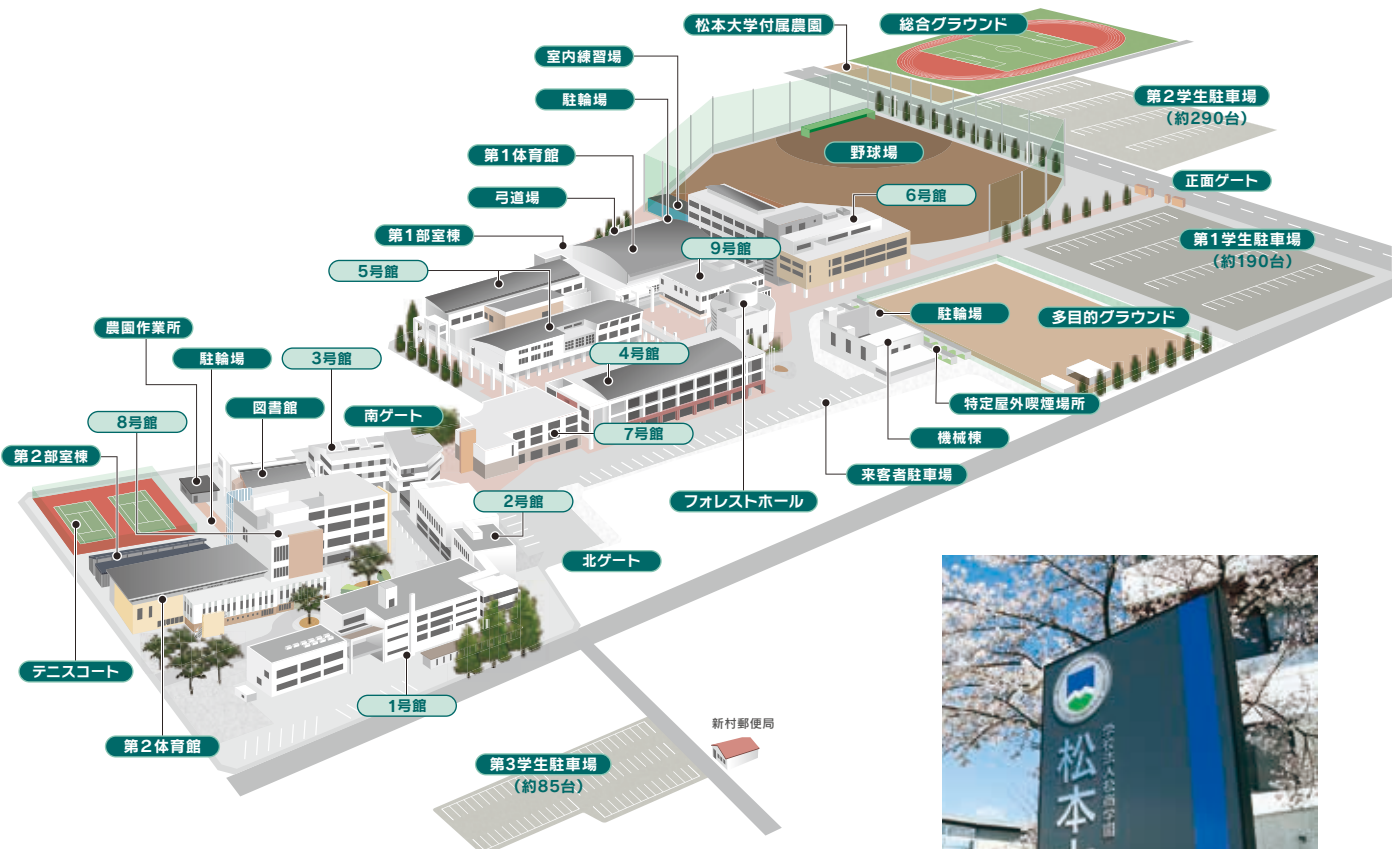 松本大学付属農園
総合グラウンド
室内練習場
駐輪場
第2学生駐車場
（約290台）
第1体育館
野球場
正面ゲート
弓道場
6号館
第1部室棟
9号館
第1学生駐車場
（約190台）
5号館
駐輪場
多目的グラウンド
農園作業所
駐輪場
3号館
4号館
図書館
南ゲート
特定屋外喫煙場所
8号館
7号館
機械棟
第2部室棟
来客者駐車場
2号館
フォレストホール
北ゲート
テニスコート
1号館
第2体育館
新村郵便局
第3学生駐車場
（約85台）
松本